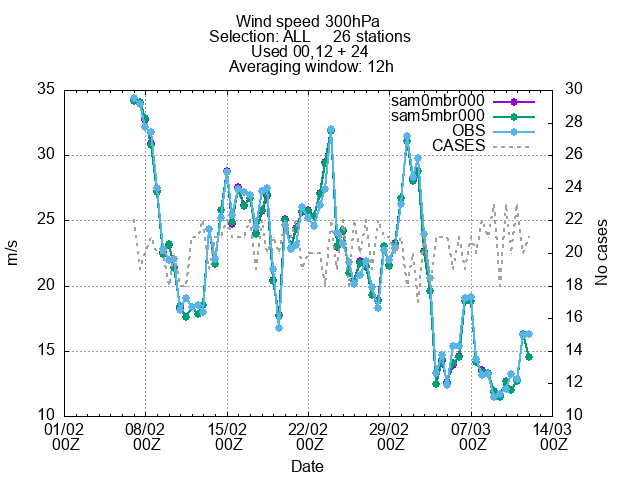 Wind speed 300hPa
Selection: ALL 26 stations
Used 00,12 + 24
Averaging window: 12h
35 30
sam0mbr000
28
sam5mbr000
OBS
CASES
30 26
24
25 22
20
20 18
16
15 14
12
10 10
m/s
No cases
01/02 08/02 15/02 22/02 29/02 07/03 14/03
00Z 00Z 00Z 00Z 00Z 00Z 00Z
Date